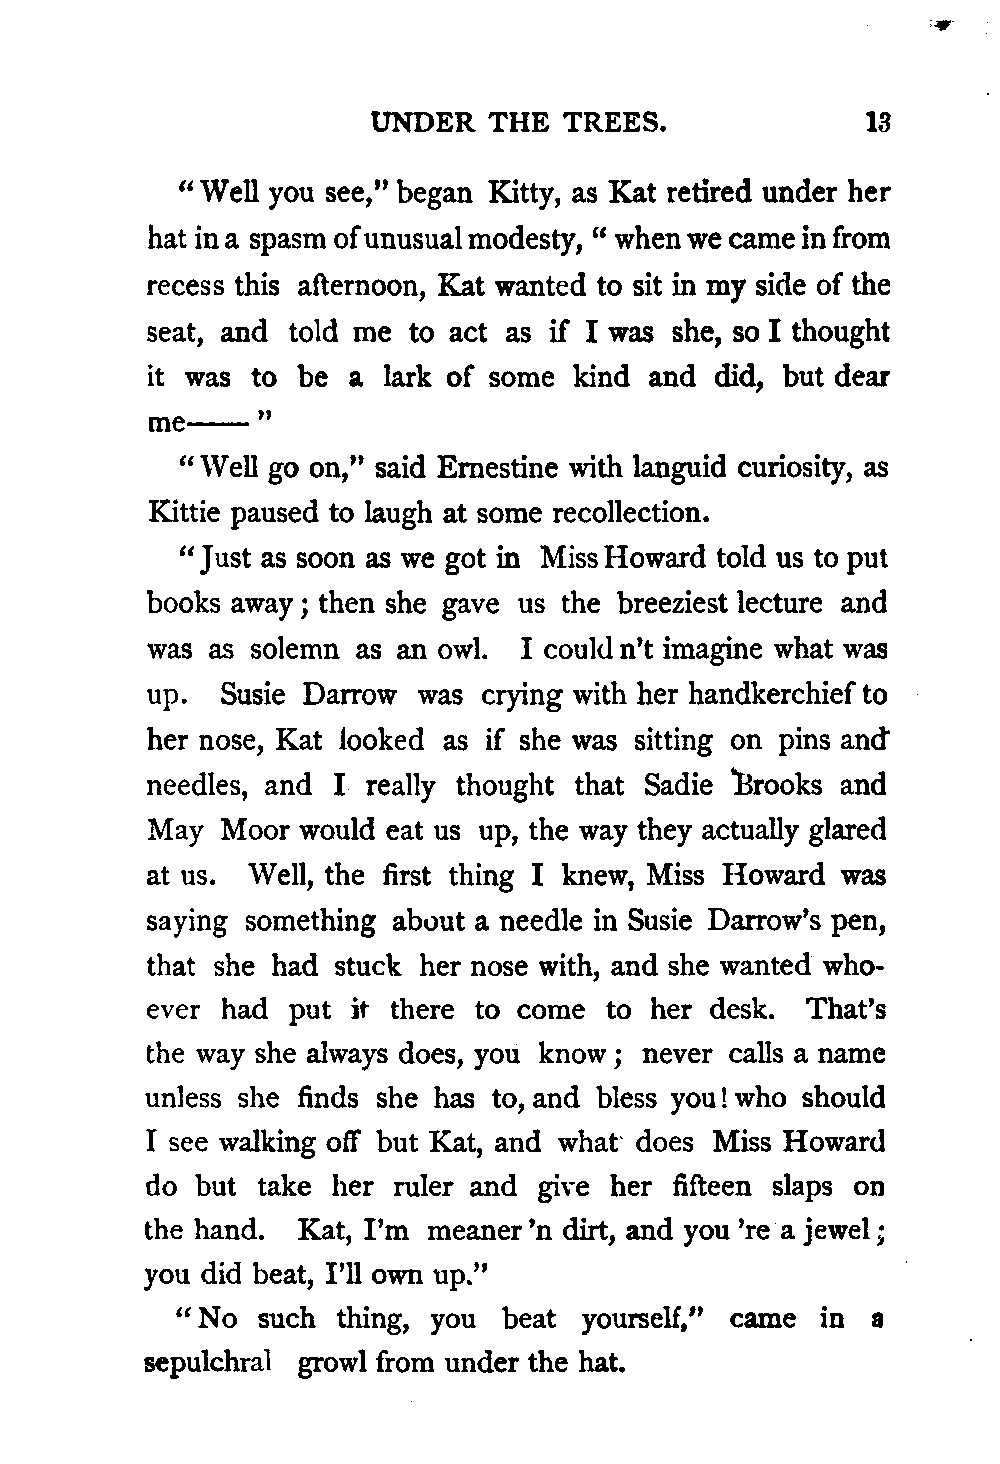 UNDER THE TREES. 13
"Well you see," began Kitty, as Kat retired under her
hat in a spasm of unusual modesty, "when we came in from
recess this afternoon, Kat wanted to sit in my side of the
seat, and told me to act as if I was she, so I thought
it was to be a lark of some kind and did, but dear
me—— "
"Well go on," said Ernestine with languid curiosity, as
Kittie paused to laugh at some recollection.
"Just as soon as we got in Miss Howard told us to put
books away; then she gave us the breeziest lecture and
was as solemn as an owl. I could n't imagine what was
up. Susie Darrow was crying with her handkerchief to
her nose, Kat looked as if she was sitting on pins and
needles, and I really thought that Sadie Brooks and
May Moor would eat us up, the way they actually glared
at us. Well, the first thing I knew, Miss Howard was
saying something about a needle in Susie Darrow's pen,
that she had stuck her nose with, and she wanted who-
ever had put it there to come to her desk. That's
the way she always does, you know; never calls a name
unless she finds she has to, and bless you! who should
I see walking off but Kat, and what does Miss Howard
do but take her ruler and give her fifteen slaps on
the hand. Kat, I'm meaner 'n dirt, and you 're a jewel;
you did beat, I'll own up."
"No such thing, you beat yourself," came in a
sepulchral growl from under the hat.